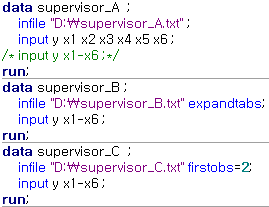 data supervisor_A ;
infile "D:₩supervisor_A.txt" ;
input y x1 x2 x3 x4 x5 x6;
/* input y x1-x6;*/
run;
data supervisor_B ;
infile "D:₩supervisor_B.txt" expandtabs;
input y x1-x6;
run;
data supervisor_C ;
infile "D:₩supervisor_C.txt" firstobs=2;
input y x1-x6;
run;